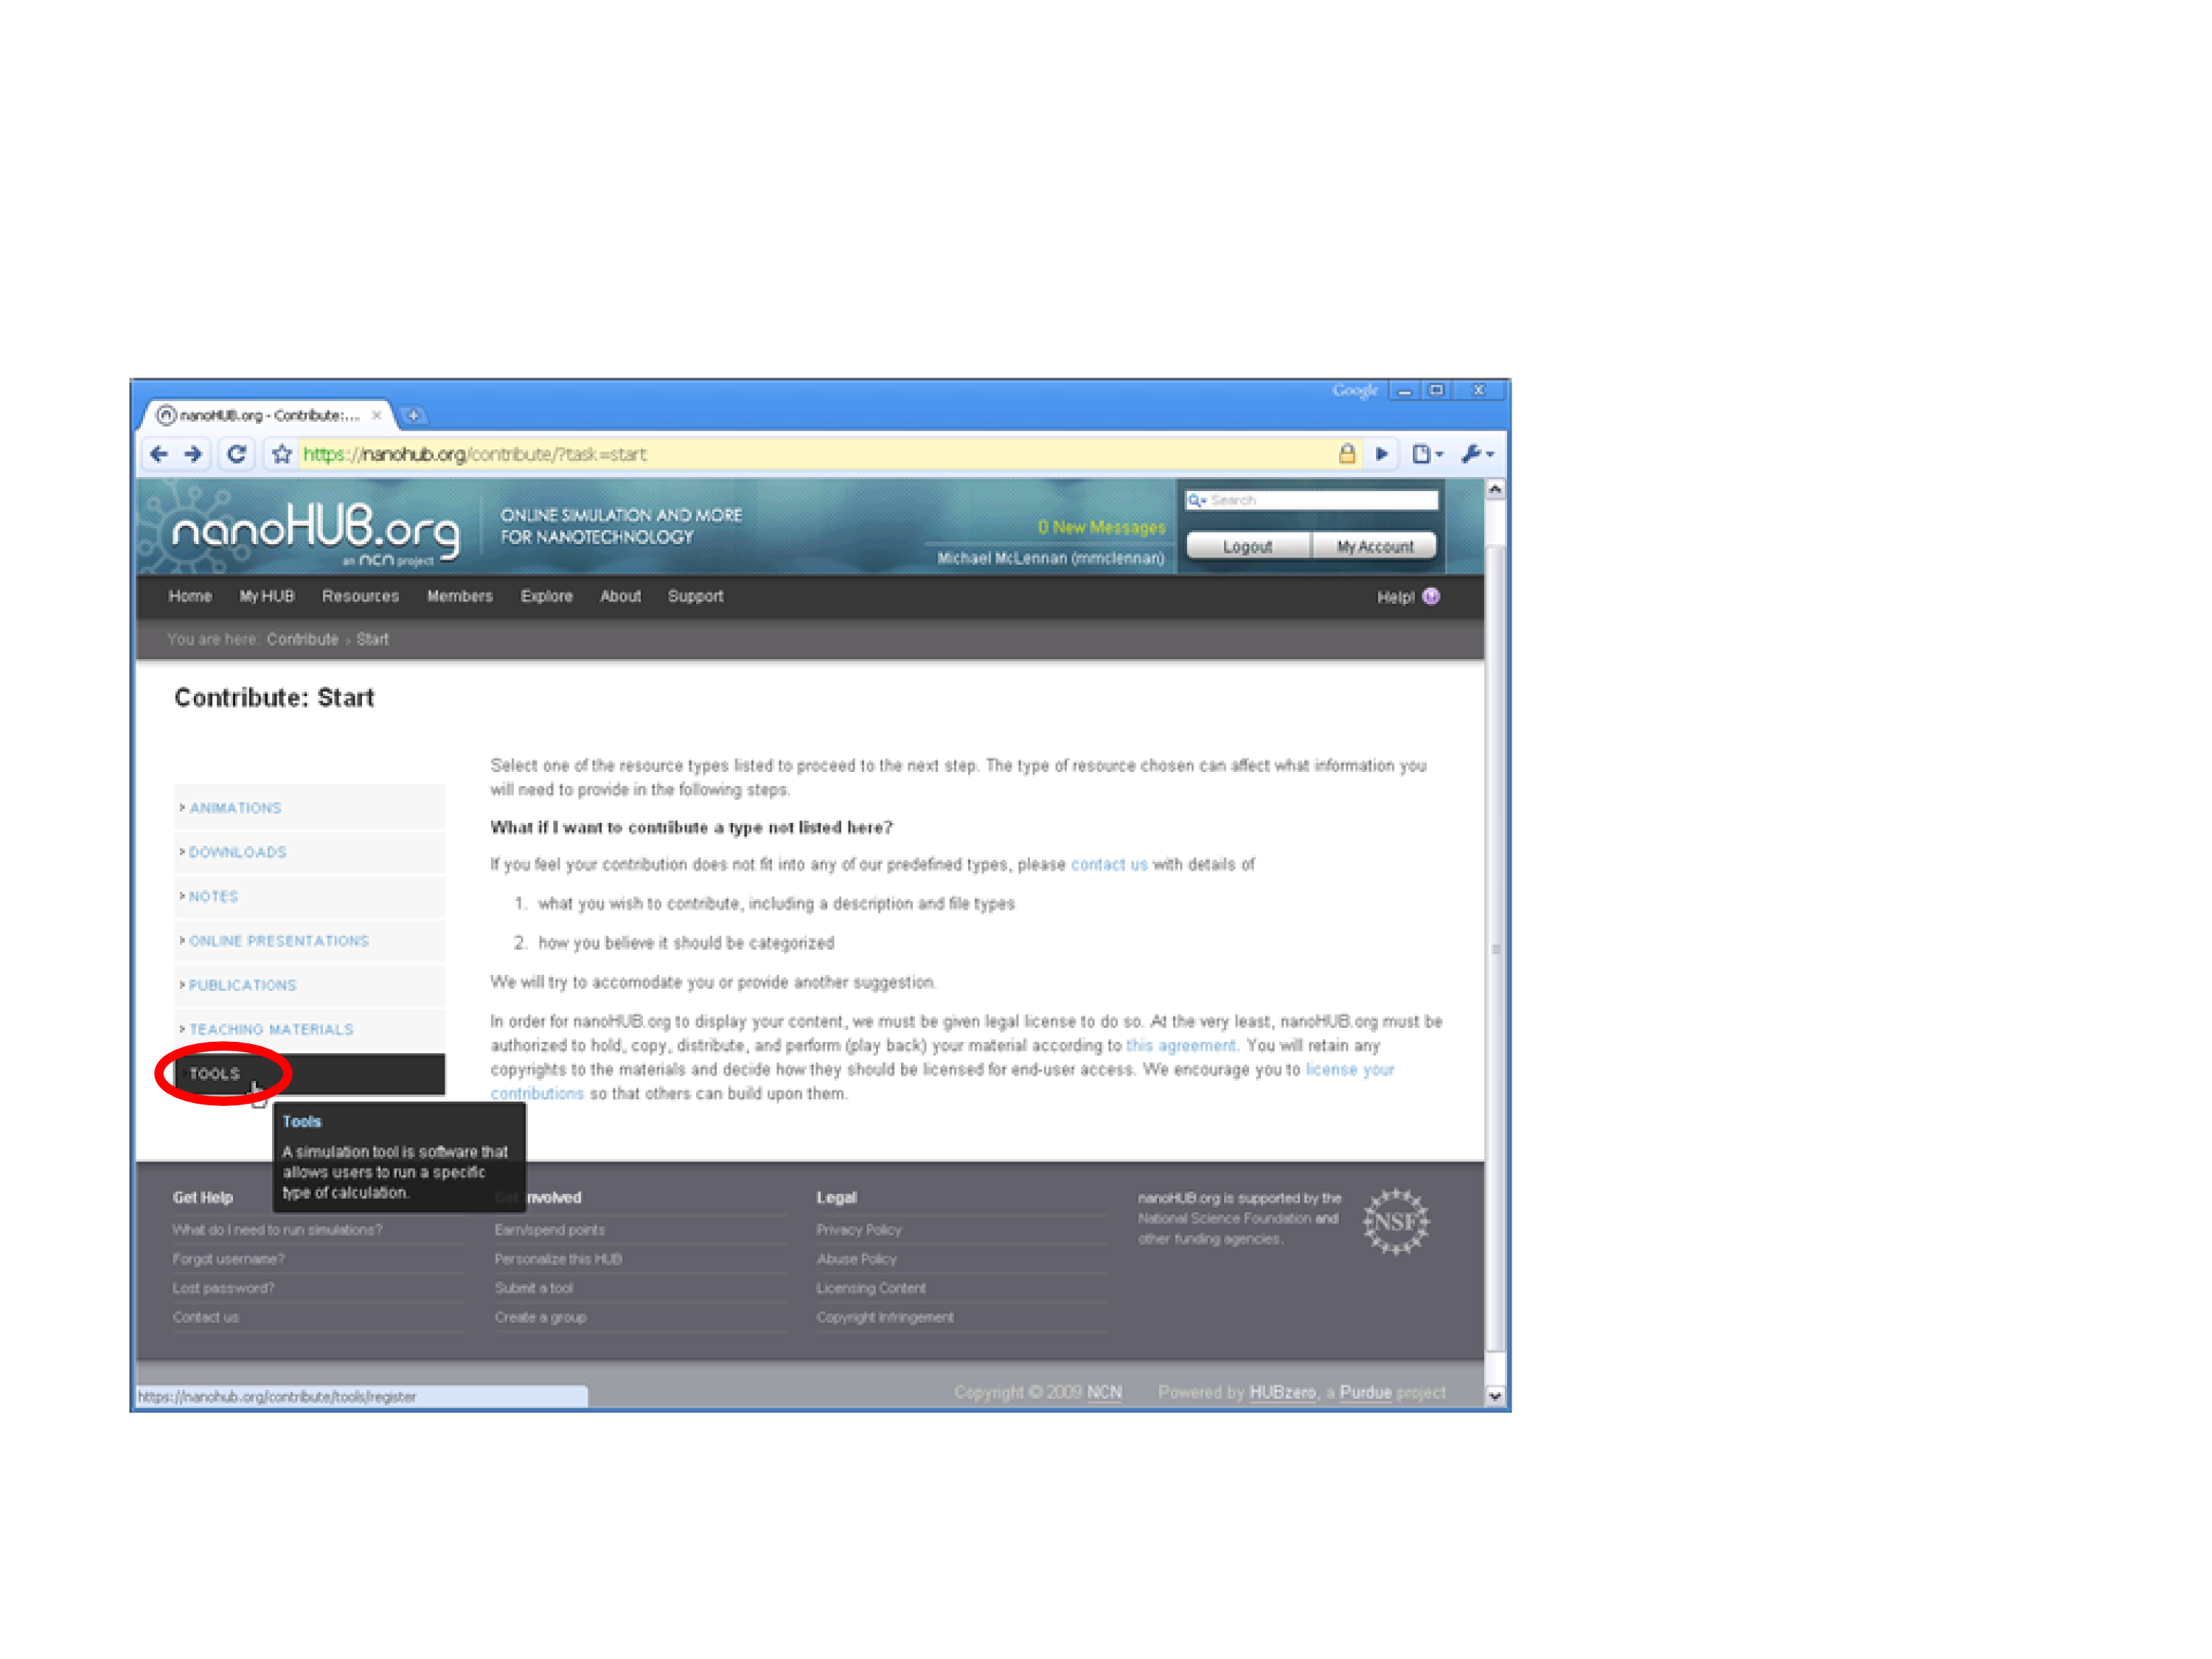 Google
nanoHUB.org - Contribute:...
https://nanohub.org/contribute/?task=start
nanoHUB.org
an ncn project
ONLINE SIMULATION AND MORE
FOR NANOTECHNOLOGY
0 New Messages
Michael McLennan (mmclennan)
Search
Logout
My Account
Home My HUB Resources Members Explore About Support Help! ?
You are here: Contribute › Start
Contribute: Start
ANIMATIONS
DOWNLOADS
NOTES
ONLINE PRESENTATIONS
PUBLICATIONS
TEACHING MATERIALS
TOOLS
Tools
A simulation tool is software that
allows users to run a specific
type of calculation.
Select one of the resource types listed to proceed to the next step. The type of resource chosen can affect what information you
will need to provide in the following steps.
What if I want to contribute a type not listed here?
If you feel your contribution does not fit into any of our predefined types, please contact us with details of
1. what you wish to contribute, including a description and file types
2. how you believe it should be categorized
We will try to accomodate you or provide another suggestion.
In order for nanoHUB.org to display your content, we must be given legal license to do so. At the very least, nanoHUB.org must be
authorized to hold, copy, distribute, and perform (play back) your material according to this agreement. You will retain any
copyrights to the materials and decide how they should be licensed for end-user access. We encourage you to license your
contributions so that others can build upon them.
Get Help
What do I need to run simulations?
Forgot username?
Lost password?
Contact us
Get Involved
Earn/spend points
Personalize this HUB
Submit a tool
Create a group
Legal
Privacy Policy
Abuse Policy
Licensing Content
Copyright Infringement
nanoHUB.org is supported by the
National Science Foundation and
other funding agencies.
NSF
https://nanohub.org/contribute/tools/register
Copyright © 2009 NCN Powered by HUBzero, a Purdue project